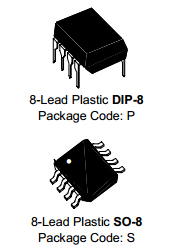 8-Lead Plastic DIP-8
Package Code: P
8-Lead Plastic SO-8
Package Code: S